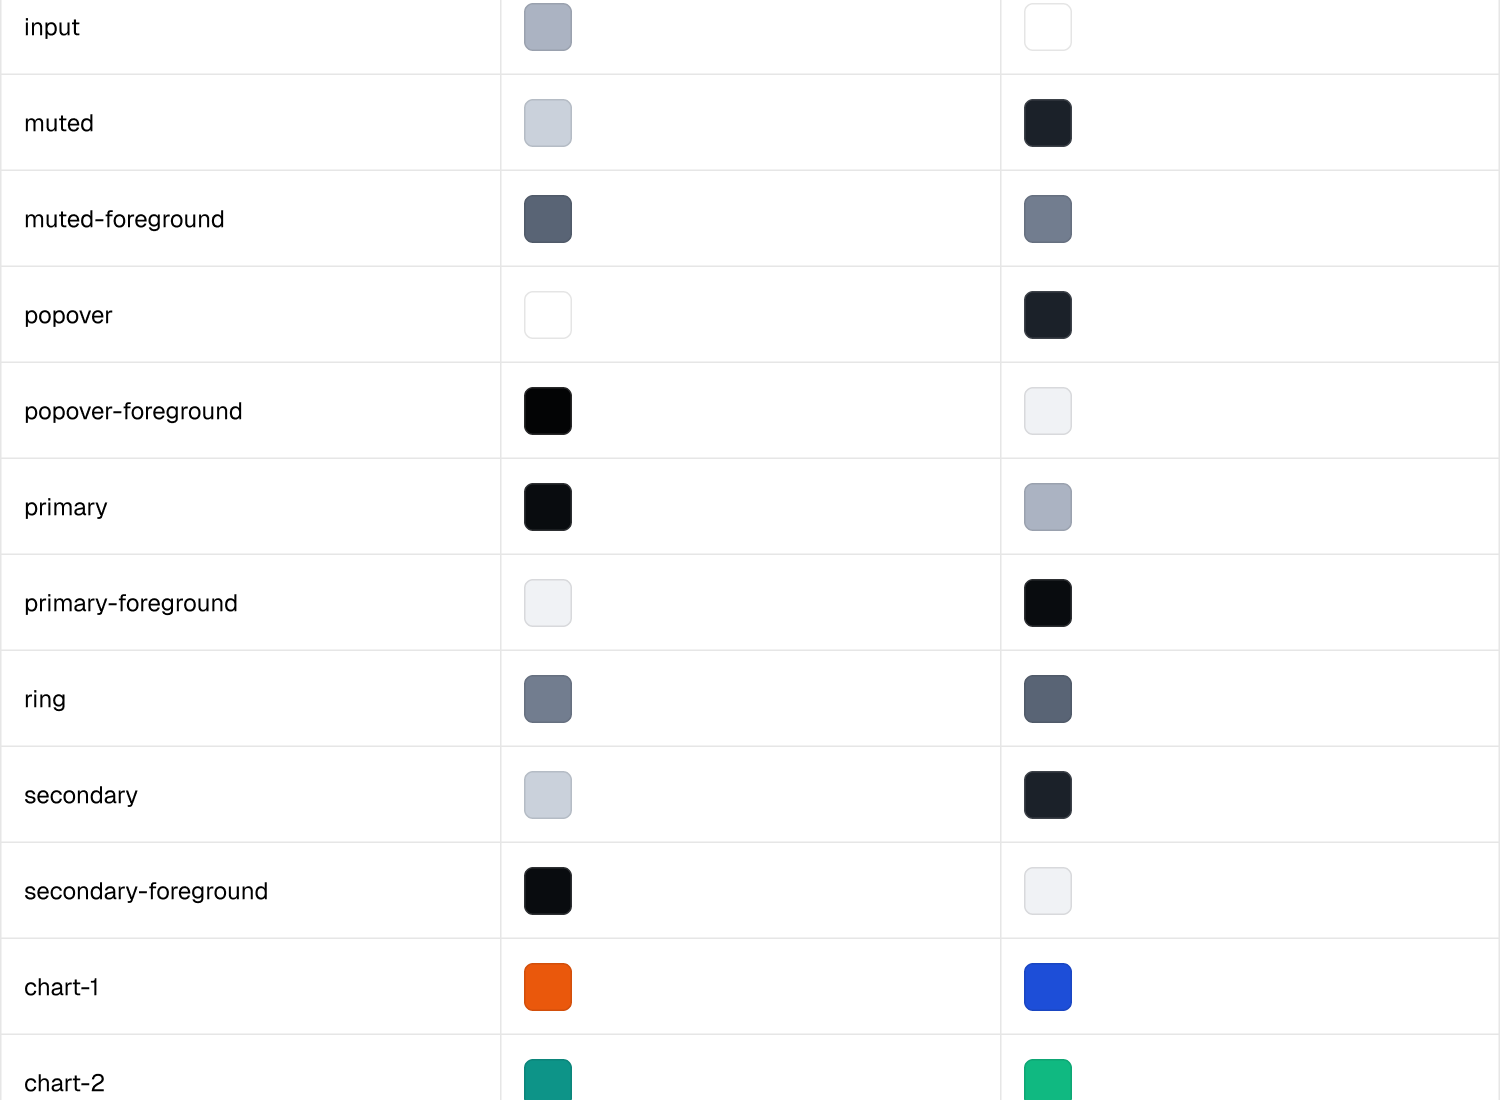 input
muted
muted-foreground
popover
popover-foreground
primary
primary-foreground
ring
secondary
secondary-foreground
chart-1
chart-2